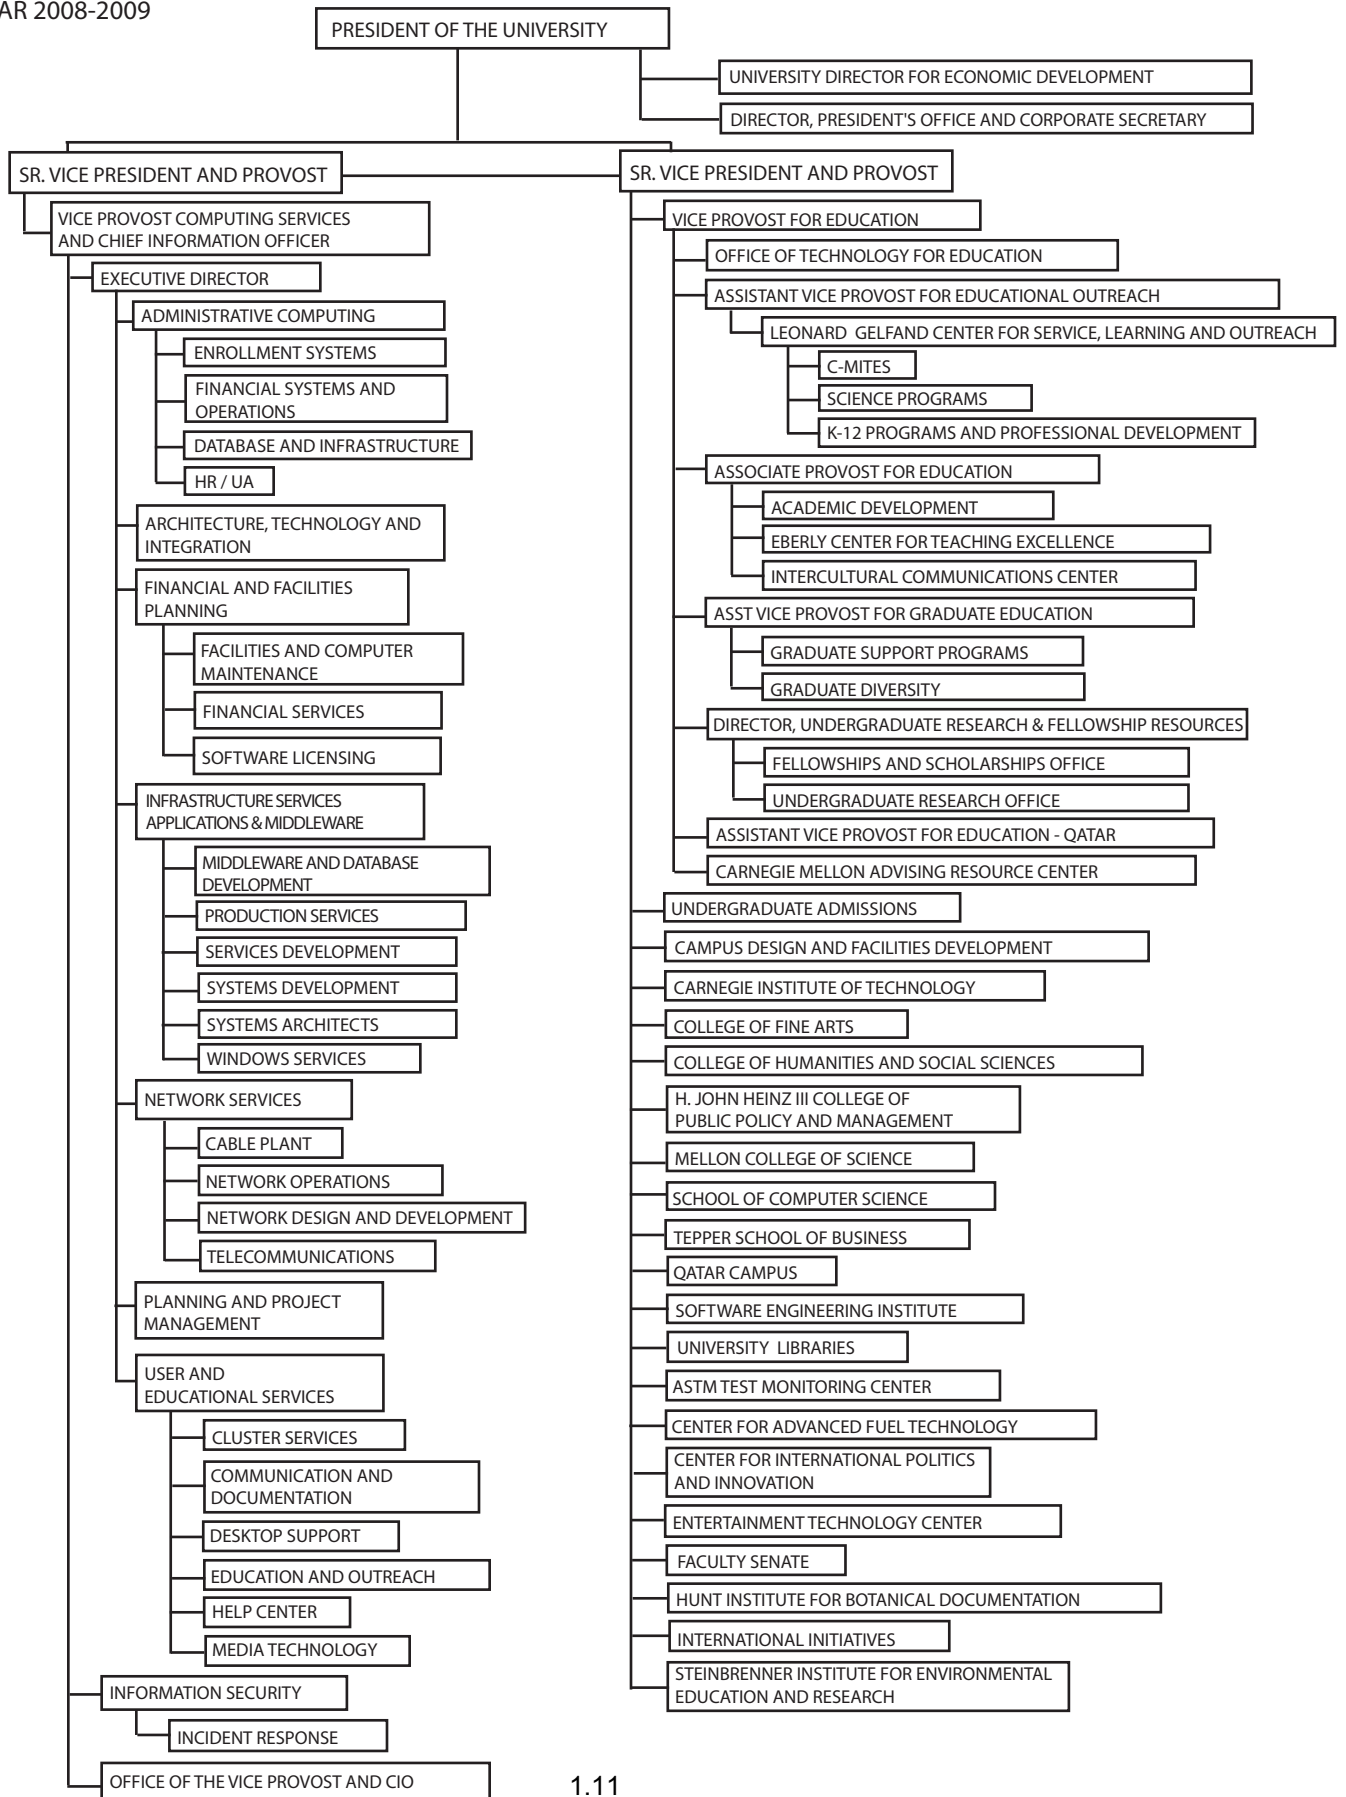 AR 2008-2009
PRESIDENT OF THE UNIVERSITY
UNIVERSITY DIRECTOR FOR ECONOMIC DEVELOPMENT
DIRECTOR, PRESIDENT'S OFFICE AND CORPORATE SECRETARY
SR. VICE PRESIDENT AND PROVOST
VICE PROVOST COMPUTING SERVICES
AND CHIEF INFORMATION OFFICER
EXECUTIVE DIRECTOR
ADMINISTRATIVE COMPUTING
ENROLLMENT SYSTEMS
FINANCIAL SYSTEMS AND
OPERATIONS
DATABASE AND INFRASTRUCTURE
HR / UA
ARCHITECTURE, TECHNOLOGY AND
INTEGRATION
FINANCIAL AND FACILITIES
PLANNING
FACILITIES AND COMPUTER
MAINTENANCE
FINANCIAL SERVICES
SOFTWARE LICENSING
INFRASTRUCTURE SERVICES
APPLICATIONS & MIDDLEWARE
MIDDLEWARE AND DATABASE
DEVELOPMENT
PRODUCTION SERVICES
SERVICES DEVELOPMENT
SYSTEMS DEVELOPMENT
SYSTEMS ARCHITECTS
WINDOWS SERVICES
NETWORK SERVICES
CABLE PLANT
NETWORK OPERATIONS
NETWORK DESIGN AND DEVELOPMENT
TELECOMMUNICATIONS
PLANNING AND PROJECT
MANAGEMENT
USER AND
EDUCATIONAL SERVICES
CLUSTER SERVICES
COMMUNICATION AND
DOCUMENTATION
DESKTOP SUPPORT
EDUCATION AND OUTREACH
HELP CENTER
MEDIA TECHNOLOGY
INFORMATION SECURITY
INCIDENT RESPONSE
OFFICE OF THE VICE PROVOST AND CIO
SR. VICE PRESIDENT AND PROVOST
VICE PROVOST FOR EDUCATION
OFFICE OF TECHNOLOGY FOR EDUCATION
ASSISTANT VICE PROVOST FOR EDUCATIONAL OUTREACH
LEONARD GELFAND CENTER FOR SERVICE, LEARNING AND OUTREACH
C-MITES
SCIENCE PROGRAMS
K-12 PROGRAMS AND PROFESSIONAL DEVELOPMENT
ASSOCIATE PROVOST FOR EDUCATION
ACADEMIC DEVELOPMENT
EBERLY CENTER FOR TEACHING EXCELLENCE
INTERCULTURAL COMMUNICATIONS CENTER
ASST VICE PROVOST FOR GRADUATE EDUCATION
GRADUATE SUPPORT PROGRAMS
GRADUATE DIVERSITY
DIRECTOR, UNDERGRADUATE RESEARCH & FELLOWSHIP RESOURCES
FELLOWSHIPS AND SCHOLARSHIPS OFFICE
UNDERGRADUATE RESEARCH OFFICE
ASSISTANT VICE PROVOST FOR EDUCATION - QATAR
CARNEGIE MELLON ADVISING RESOURCE CENTER
UNDERGRADUATE ADMISSIONS
CAMPUS DESIGN AND FACILITIES DEVELOPMENT
CARNEGIE INSTITUTE OF TECHNOLOGY
COLLEGE OF FINE ARTS
COLLEGE OF HUMANITIES AND SOCIAL SCIENCES
H. JOHN HEINZ III COLLEGE OF
PUBLIC POLICY AND MANAGEMENT
MELLON COLLEGE OF SCIENCE
SCHOOL OF COMPUTER SCIENCE
TEPPER SCHOOL OF BUSINESS
QATAR CAMPUS
SOFTWARE ENGINEERING INSTITUTE
UNIVERSITY LIBRARIES
ASTM TEST MONITORING CENTER
CENTER FOR ADVANCED FUEL TECHNOLOGY
CENTER FOR INTERNATIONAL POLITICS
AND INNOVATION
ENTERTAINMENT TECHNOLOGY CENTER
FACULTY SENATE
HUNT INSTITUTE FOR BOTANICAL DOCUMENTATION
INTERNATIONAL INITIATIVES
STEINBRENNER INSTITUTE FOR ENVIRONMENTAL
EDUCATION AND RESEARCH
1.11